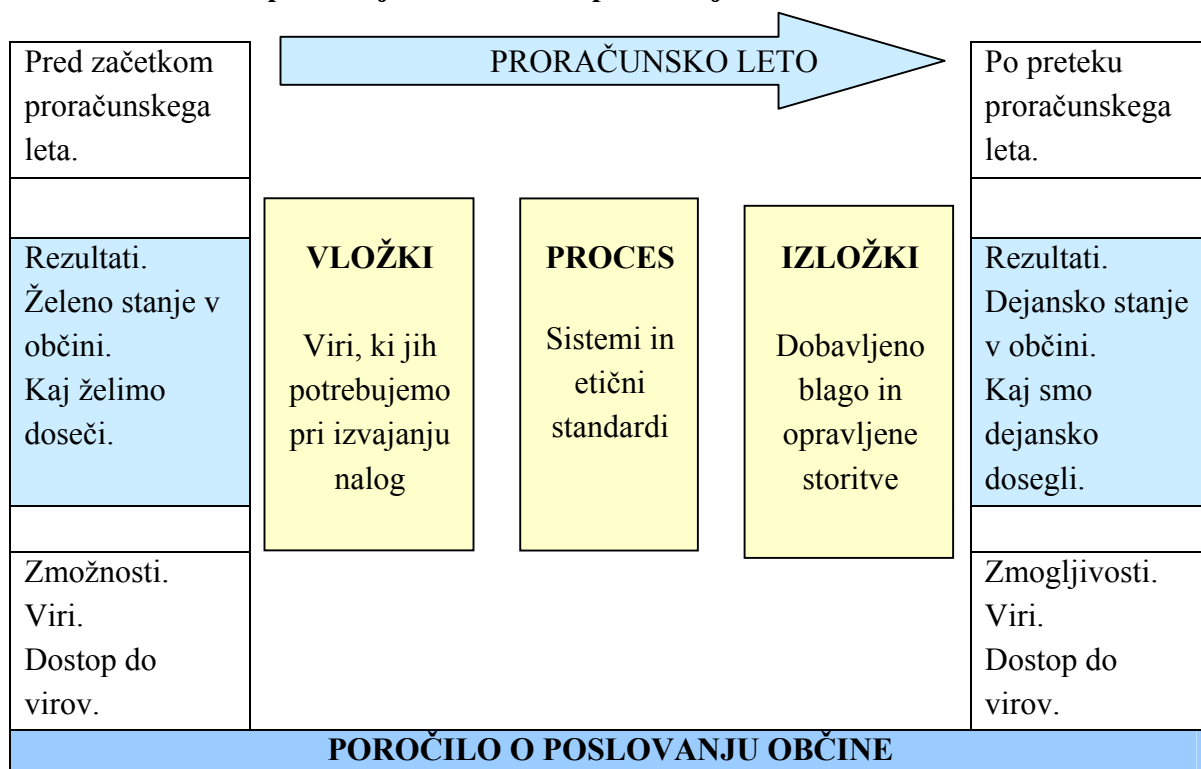 Pred začetkom
proračunskega
leta.
PRORAČUNSKO LETO
Po preteku
proračunskega
leta.
Rezultati.
Želeno stanje v
občini.
Kaj želimo
doseči.
VLOŽKI
Viri, ki jih
potrebujemo
pri izvajanju
nalog
PROCES
Sistemi in
etični
standardi
IZLOŽKI
Dobavljeno
blago in
opravljene
storitve
Rezultati.
Dejansko stanje
v občini.
Kaj smo
dejansko
dosegli.
Zmožnosti.
Viri.
Dostop do
virov.
Zmogljivosti.
Viri.
Dostop do
virov.
POROČILO O POSLOVANJU OBČINE